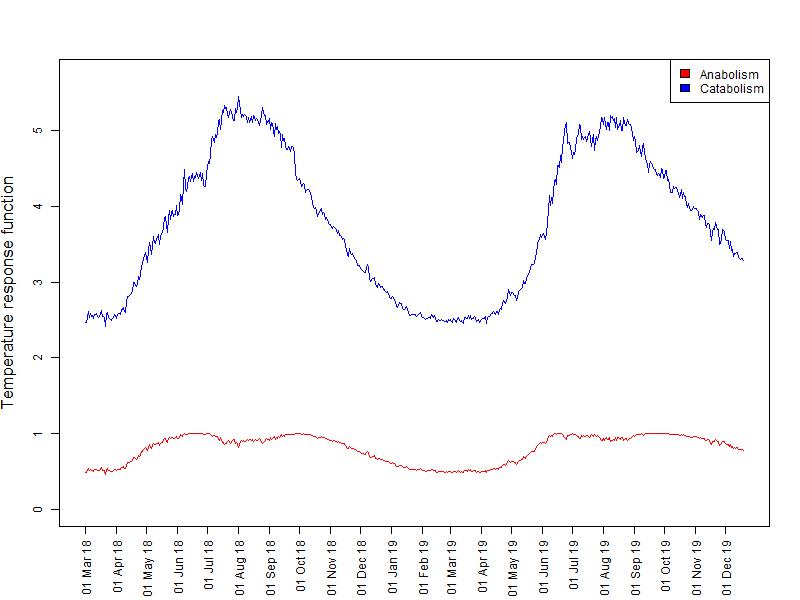 Anabolism
Catabolism
Temperature response function
5
4
3
2
1
0
01 Mar 18
01 Apr 18
01 May 18
01 Jun 18
01 Jul 18
01 Aug 18
01 Sep 18
01 Oct 18
01 Nov 18
01 Dec 18
01 Jan 19
01 Feb 19
01 Mar 19
01 Apr 19
01 May 19
01 Jun 19
01 Jul 19
01 Aug 19
01 Sep 19
01 Oct 19
01 Nov 19
01 Dec 19